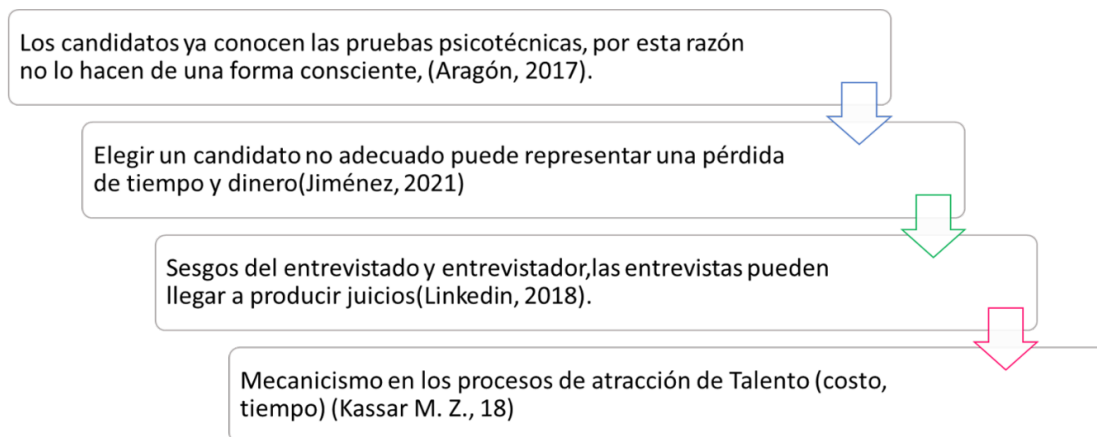 Los candidatos ya conocen las pruebas psicotécnicas, por esta razón
no lo hacen de una forma consciente, (Aragón, 2017).
Elegir un candidato no adecuado puede representar una pérdida
de tiempo y dinero(Jiménez, 2021)
Sesgos del entrevistado y entrevistador,las entrevistas pueden
llegar a producir juicios(Linkedin, 2018).
Mecanicismo en los procesos de atracción de Talento (costo,
tiempo) (Kassar M. Z., 18)